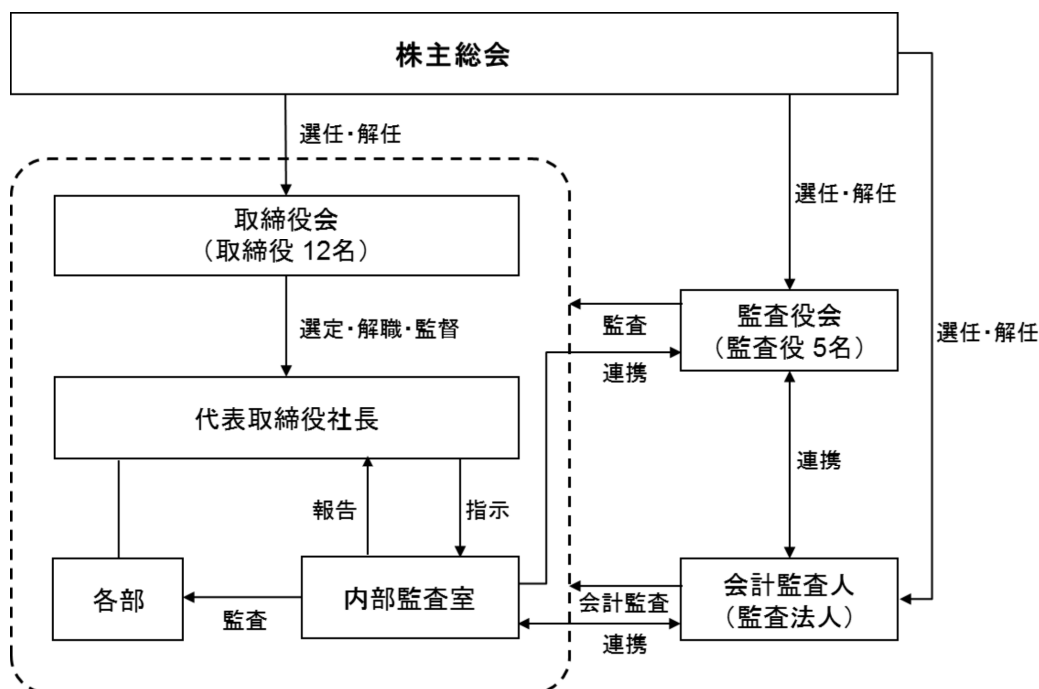 株主総会
選任・解任
選任・解任
選任・解任
取締役会
（取締役 12名）
選定・解職・監督
監査役会
（監査役 5名）
監査
連携
代表取締役社長
連携
報告
指示
各部
監査
内部監査室
会計監査
連携
会計監査人
（監査法人）